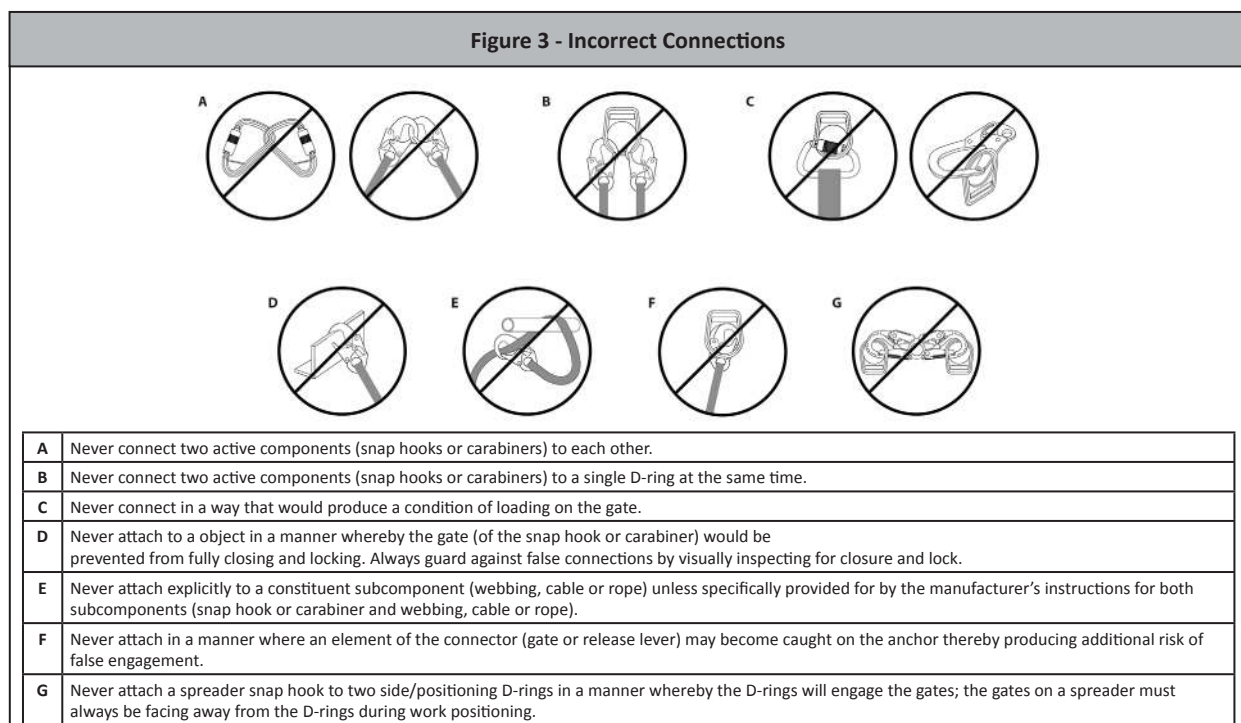 Figure 3 - Incorrect Connections
A
B
C
D
E
F
G
A Never connect two active components (snap hooks or carabiners) to each other.
B Never connect two active components (snap hooks or carabiners) to a single D-ring at the same time.
C Never connect in a way that would produce a condition of loading on the gate.
D Never attach to a object in a manner whereby the gate (of the snap hook or carabiner) would be
prevented from fully closing and locking. Always guard against false connections by visually inspecting for closure and lock.
E Never attach explicitly to a constituent subcomponent (webbing, cable or rope) unless specifically provided for by the manufacturer’s instructions for both
subcomponents (snap hook or carabiner and webbing, cable or rope).
F Never attach in a manner where an element of the connector (gate or release lever) may become caught on the anchor thereby producing additional risk of
false engagement.
G Never attach a spreader snap hook to two side/positioning D-rings in a manner whereby the D-rings will engage the gates; the gates on a spreader must
always be facing away from the D-rings during work positioning.